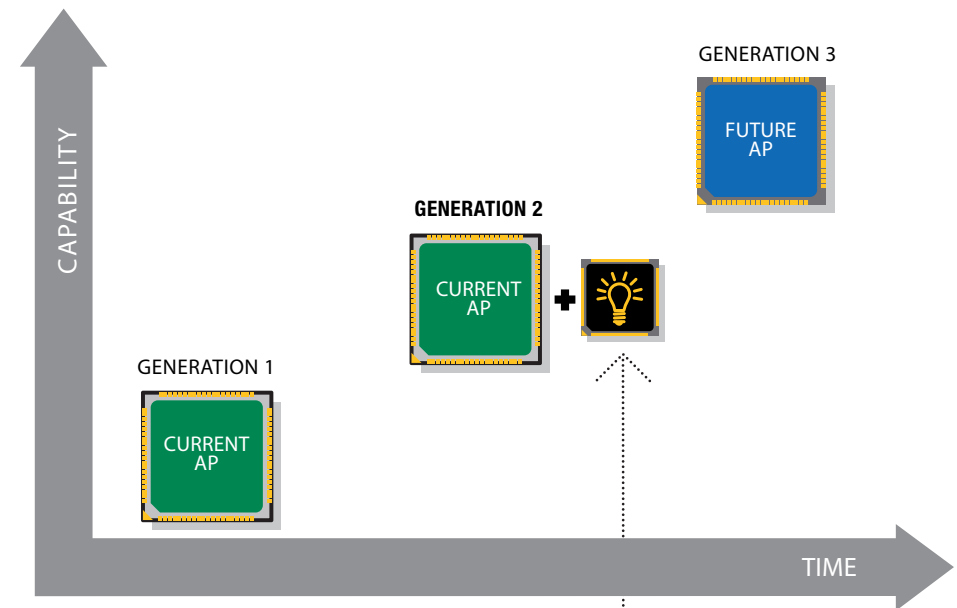 GENERATION 3
FUTURE
AP
GENERATION 2
CURRENT
AP
GENERATION 1
CURRENT
AP
CAPABILITY
TIME